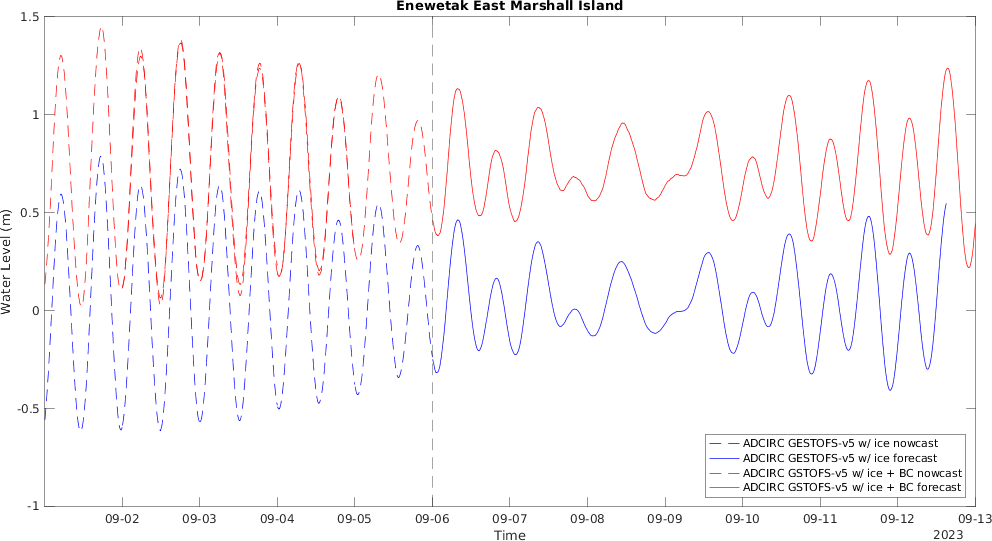 Enewetak East Marshall Island
1.5
1
0.5
0
-0.5
-1
Water Level (m)
ADCIRC GESTOFS-v5 w/ ice nowcast
ADCIRC GESTOFS-v5 w/ ice forecast
ADCIRC GSTOFS-v5 w/ ice + BC nowcast
ADCIRC GSTOFS-v5 w/ ice + BC forecast
09-02 09-03 09-04 09-05 09-06 09-07 09-08 09-09 09-10 09-11 09-12 09-13
Time
2023